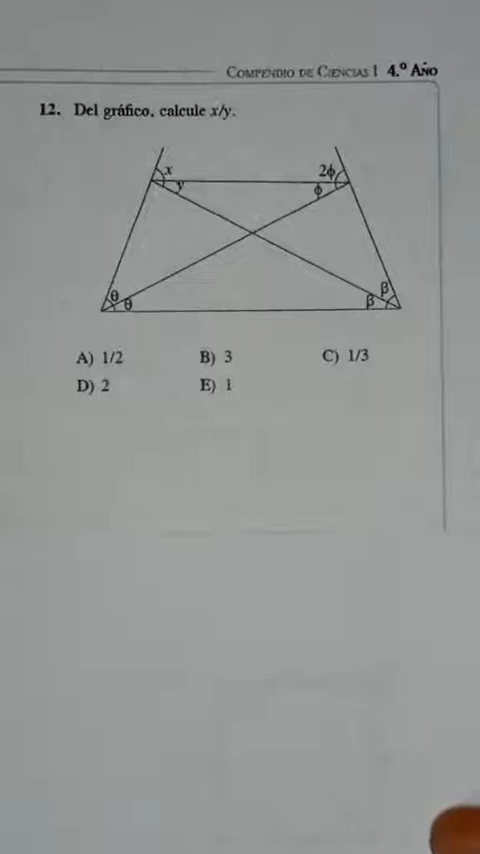 COMPENDIO DE CIENCIAS I 4.º AÑO
12. Del gráfico, calcule x/y.
x 2ϕ
y ϕ
θ β
θ β
A) 1/2 B) 3 C) 1/3
D) 2 E) 1